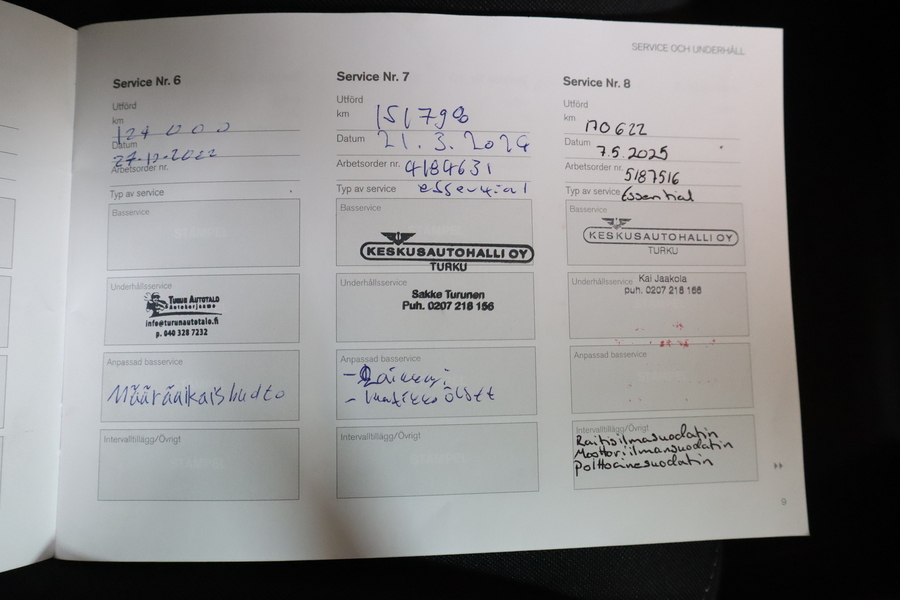 SERVICE OCH UNDERHÅLL
Service Nr. 6
Utförd
km 124 000
Datum 27.12.2022
Arbetsorder nr.
Typ av service
Basservice
Underhållsservice
TURUN AUTOTALO
info@turunautotalo.fi
p. 040 328 7232
Anpassad basservice
Määräaikaishuolto
Intervalltillägg/Övrigt
Service Nr. 7
Utförd
km 151798
Datum 21.3.2024
Arbetsorder nr. 4184631
Typ av service essential
Basservice
KESKUSAUTOHALLI OY
TURKU
Underhållsservice
Sakke Turunen
Puh. 0207 218 156
Anpassad basservice
Intervalltillägg/Övrigt
Service Nr. 8
Utförd
km 170622
Datum 7.5.2025
Arbetsorder nr. 5187516
Typ av service Essential
Basservice
KESKUSAUTOHALLI OY
TURKU
Underhållsservice
Kai Jaakola
puh. 0207 218 166
Anpassad basservice
Intervalltillägg/Övrigt
Raitisilmasuodatin
Moottoriilmansuodatin
Polttoainesuodatin
9